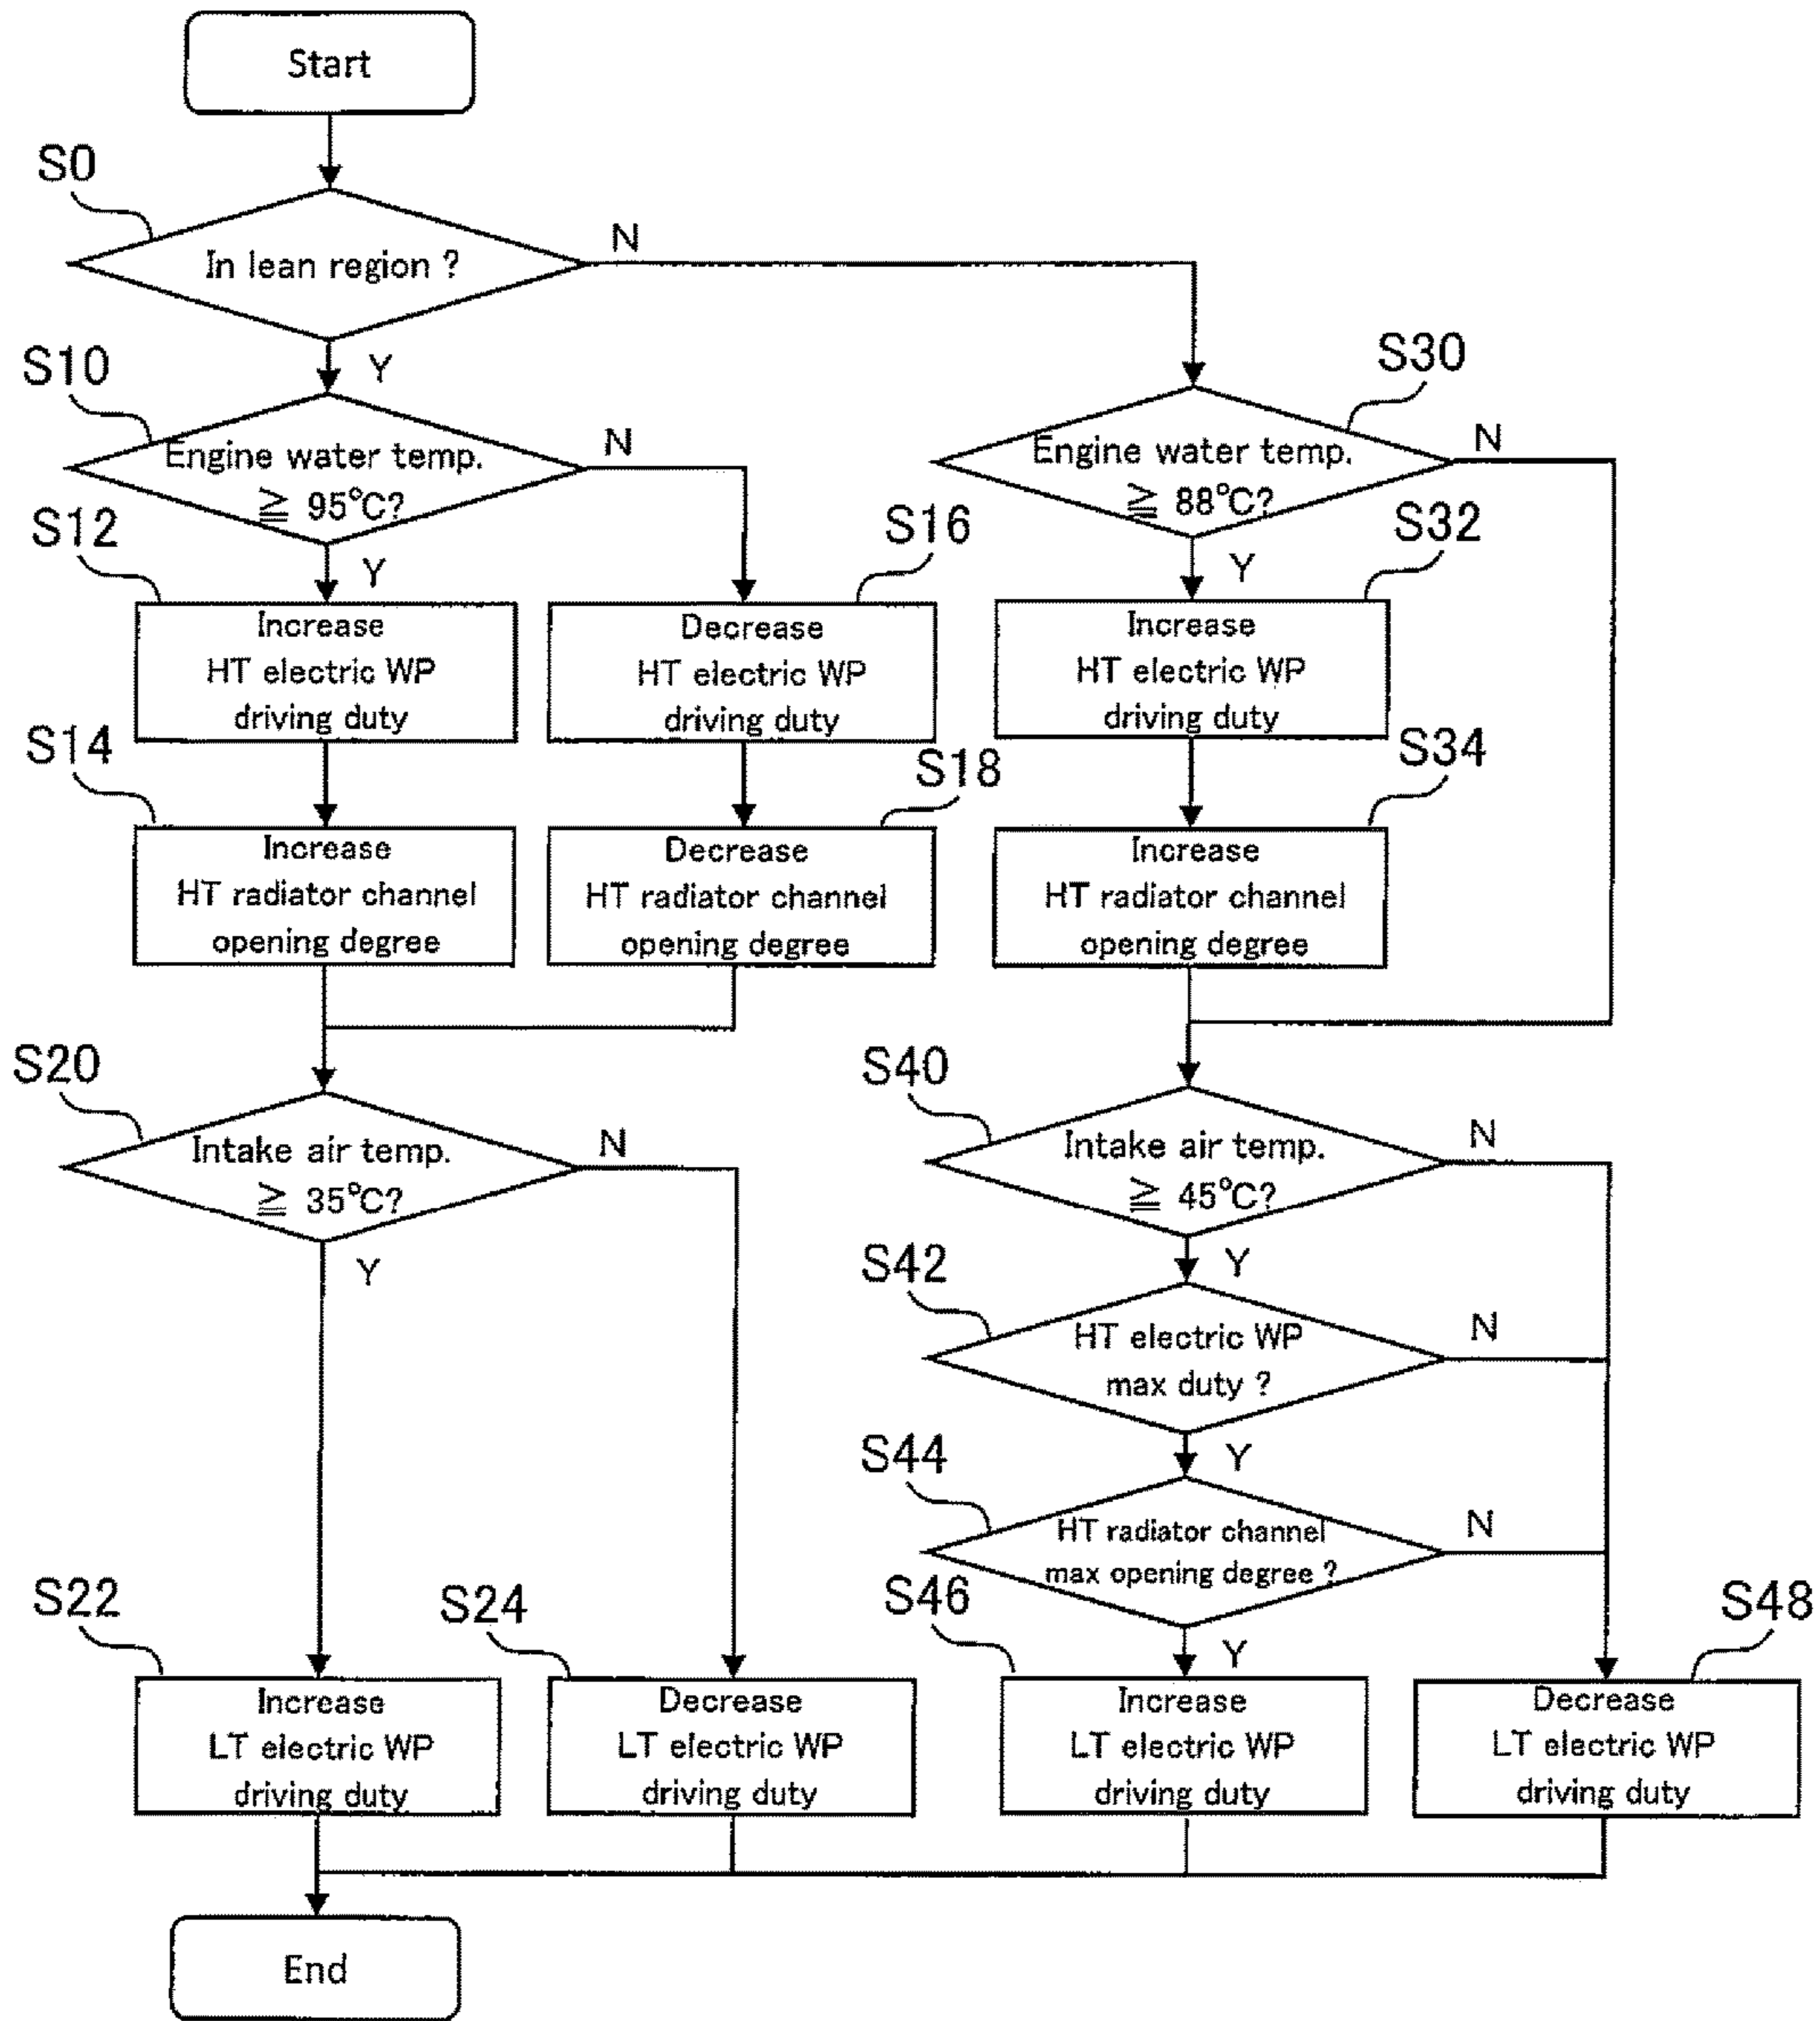 Start
S0
In lean region ?
N
Y
S10
Engine water temp.
≧ 95℃?
N
Y
S30
Engine water temp.
≧ 88℃?
N
Y
S12
Increase
HT electric WP
driving duty
S16
Decrease
HT electric WP
driving duty
S32
Increase
HT electric WP
driving duty
S14
Increase
HT radiator channel
opening degree
S18
Decrease
HT radiator channel
opening degree
S34
Increase
HT radiator channel
opening degree
S20
Intake air temp.
≧ 35℃?
N
Y
S40
Intake air temp.
≧ 45℃?
N
Y
S42
HT electric WP
max duty ?
N
Y
S44
HT radiator channel
max opening degree ?
N
Y
S22
Increase
LT electric WP
driving duty
S24
Decrease
LT electric WP
driving duty
S46
Increase
LT electric WP
driving duty
S48
Decrease
LT electric WP
driving duty
End